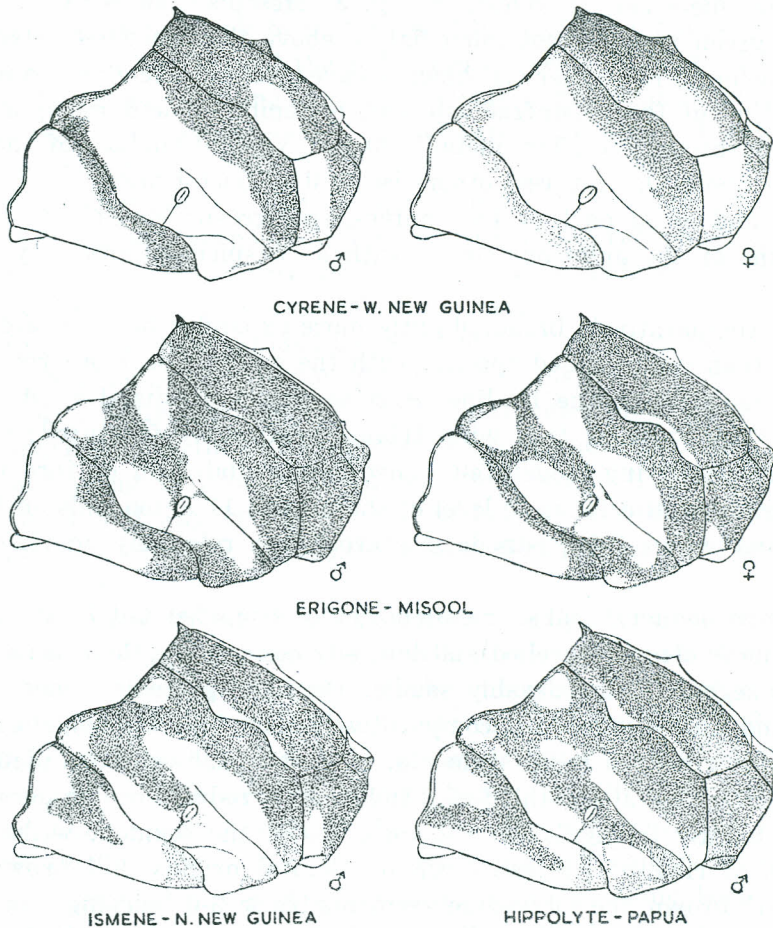 ♂ ♀
CYRENE - W. NEW GUINEA
♂ ♀
ERIGONE - MISOOL
♂ ♂
ISMENE - N. NEW GUINEA HIPPOLYTE - PAPUA